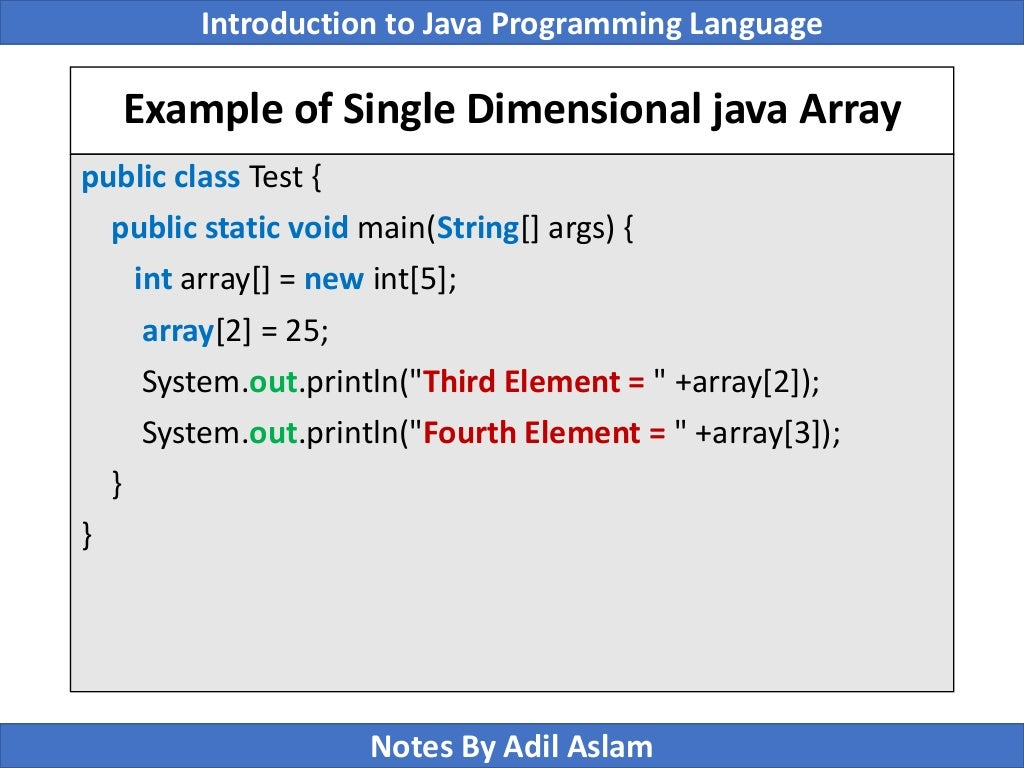 Introduction to Java Programming Language
Example of Single Dimensional java Array
public class Test {
public static void main(String[] args) {
int array[] = new int[5];
array[2] = 25;
System.out.println("Third Element = " +array[2]);
System.out.println("Fourth Element = " +array[3]);
}
}
Notes By Adil Aslam